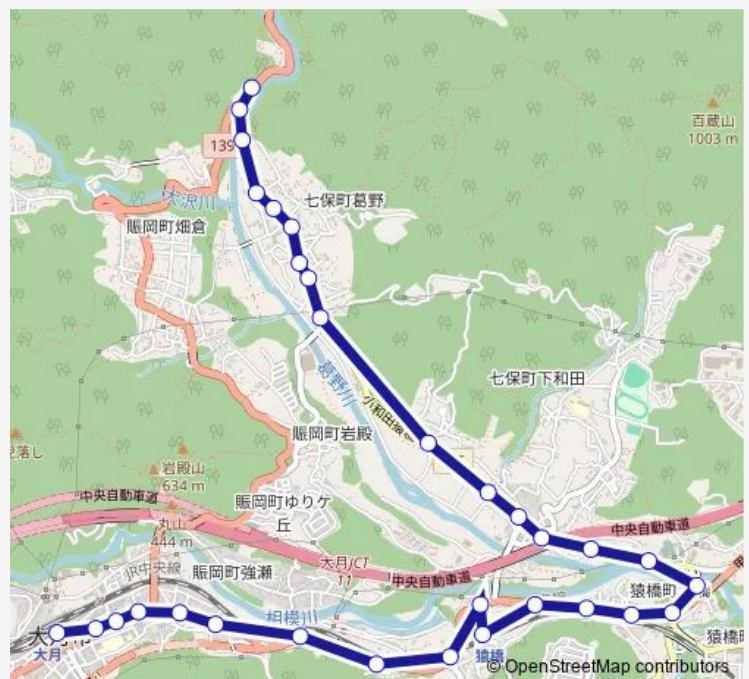 百蔵山
1003 m
139
大沢川
七保町葛野
賑岡町畑倉
葛野川
小和田猿
七保町下和田
賑岡町岩殿
岩殿山
634 m
中央自動車道
賑岡町ゆりケ
丘
丸山
444 m
中央自動車道
大月JCT
11
中央自動車道
JR中央線
賑岡町強瀬
相模川
猿橋町
大月市
大月
猿橋
猿橋町
© OpenStreetMap contributors